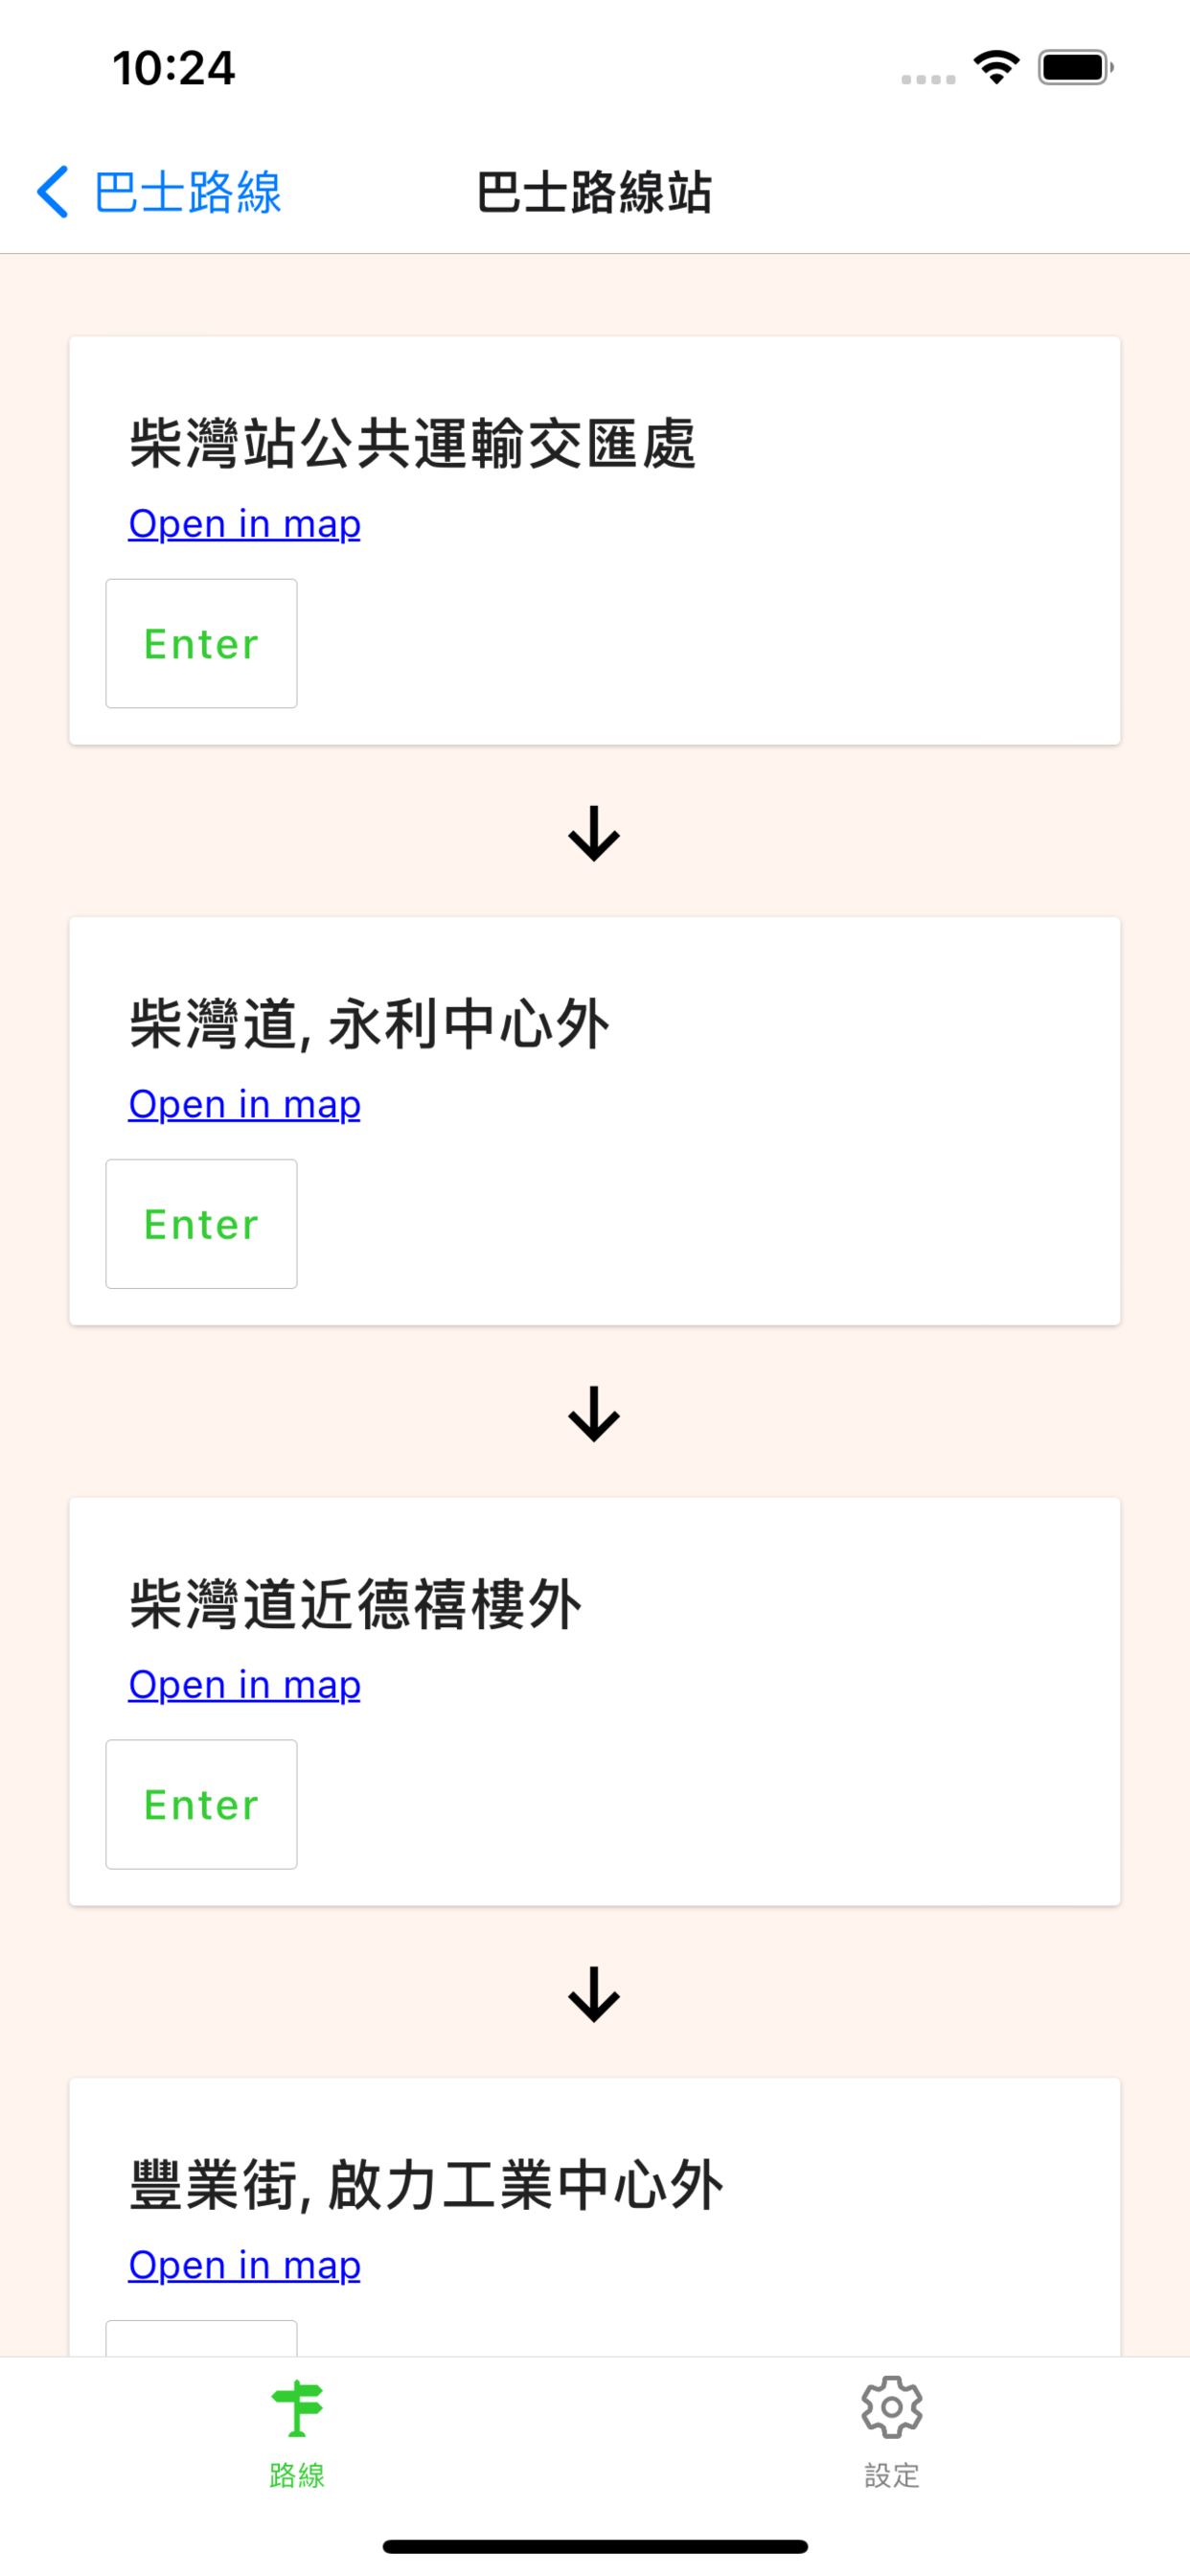 10:24
巴士路線
巴士路線站
柴灣站公共運輸交匯處
Open in map
Enter
柴灣道, 永利中心外
Open in map
Enter
柴灣道近德禧樓外
Open in map
Enter
豐業街, 啟力工業中心外
Open in map
路線
設定